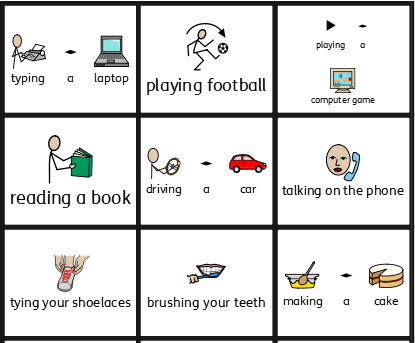 typing a laptop
playing football
playing a
computer game
reading a book
driving a car
talking on the phone
tying your shoelaces
brushing your teeth
making a cake